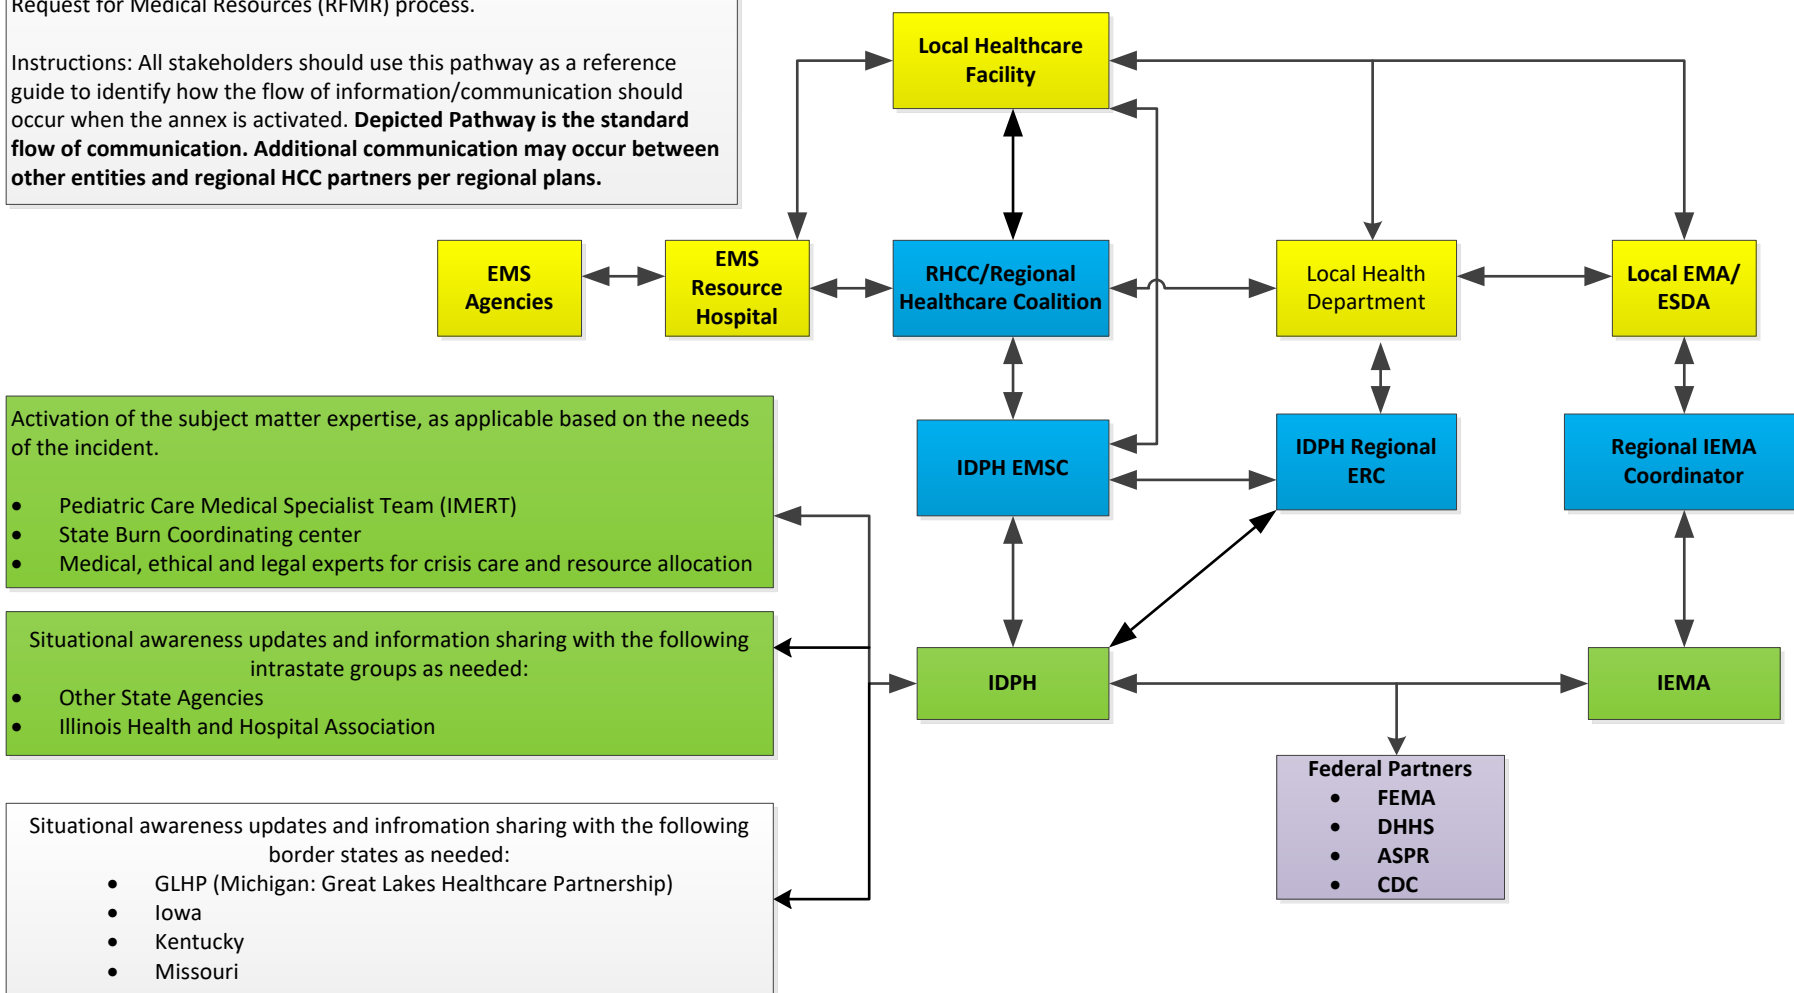 Request for Medical Resources (RFMR) process.
Instructions: All stakeholders should use this pathway as a reference
guide to identify how the flow of information/communication should
occur when the annex is activated. Depicted Pathway is the standard
flow of communication. Additional communication may occur between
other entities and regional HCC partners per regional plans.
Local Healthcare
Facility
EMS
Agencies
EMS
Resource
Hospital
RHCC/Regional
Healthcare Coalition
Local Health
Department
Local EMA/
ESDA
IDPH EMSC
IDPH Regional
ERC
Regional IEMA
Coordinator
Activation of the subject matter expertise, as applicable based on the needs
of the incident.
• Pediatric Care Medical Specialist Team (IMERT)
• State Burn Coordinating center
• Medical, ethical and legal experts for crisis care and resource allocation
Situational awareness updates and information sharing with the following
intrastate groups as needed:
• Other State Agencies
• Illinois Health and Hospital Association
IDPH
IEMA
Federal Partners
• FEMA
• DHHS
• ASPR
• CDC
Situational awareness updates and infromation sharing with the following
border states as needed:
• GLHP (Michigan: Great Lakes Healthcare Partnership)
• Iowa
• Kentucky
• Missouri